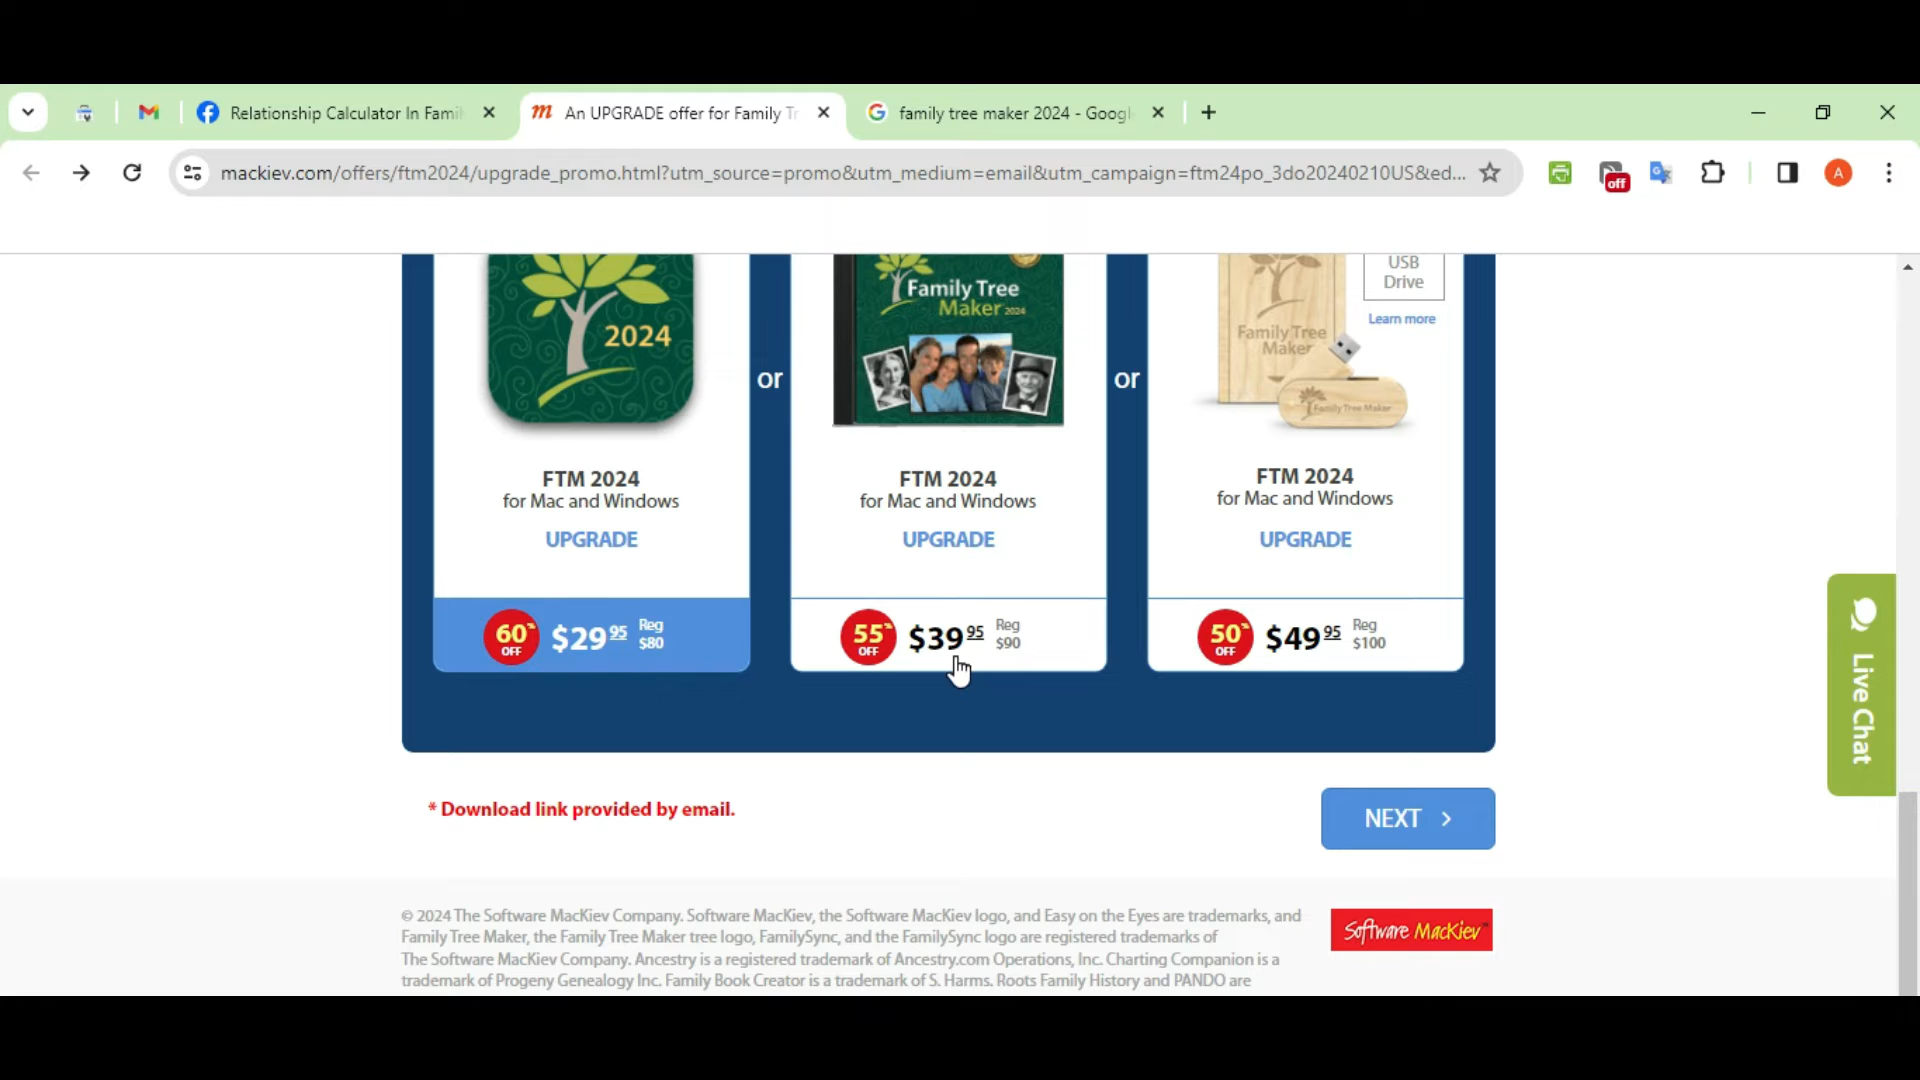 Relationship Calculator In Famil
An UPGRADE offer for Family Tr
family tree maker 2024 - Googl
mackiev.com/offers/ftm2024/upgrade_promo.html?utm_source=promo&utm_medium=email&utm_campaign=ftm24po_3do20240210US&ed...
off
A
2024
or
Family Tree
Maker 2024
or
Family Tree
Maker
Family Tree Maker
USB
Drive
Learn more
FTM 2024
for Mac and Windows
UPGRADE
60%
OFF
$29 95
Reg
$80
FTM 2024
for Mac and Windows
UPGRADE
55%
OFF
$39 95
Reg
$90
FTM 2024
for Mac and Windows
UPGRADE
50%
OFF
$49 95
Reg
$100
Live Chat
* Download link provided by email.
NEXT >
© 2024 The Software MacKiev Company. Software MacKiev, the Software MacKiev logo, and Easy on the Eyes are trademarks, and
Family Tree Maker, the Family Tree Maker tree logo, FamilySync, and the FamilySync logo are registered trademarks of
The Software MacKiev Company. Ancestry is a registered trademark of Ancestry.com Operations, Inc. Charting Companion is a
trademark of Progeny Genealogy Inc. Family Book Creator is a trademark of S. Harms. Roots Family History and PANDO are
Software MacKiev